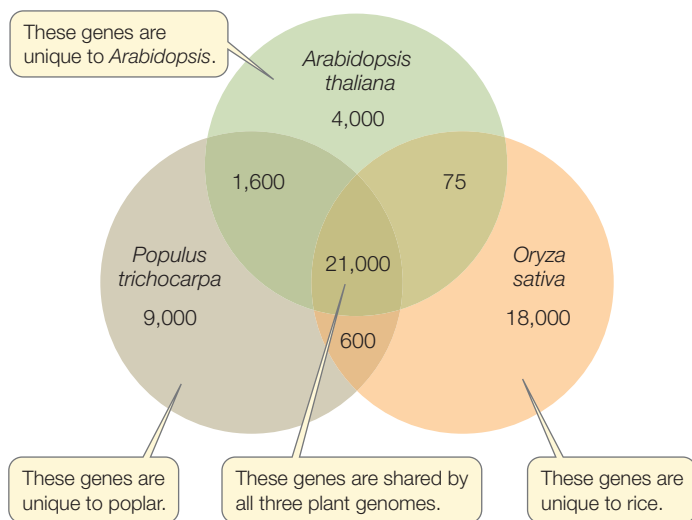 These genes are
unique to Arabidopsis.
Arabidopsis
thaliana
4,000
1,600
75
Populus
trichocarpa
9,000
21,000
Oryza
sativa
18,000
600
These genes are
unique to poplar.
These genes are shared by
all three plant genomes.
These genes are
unique to rice.